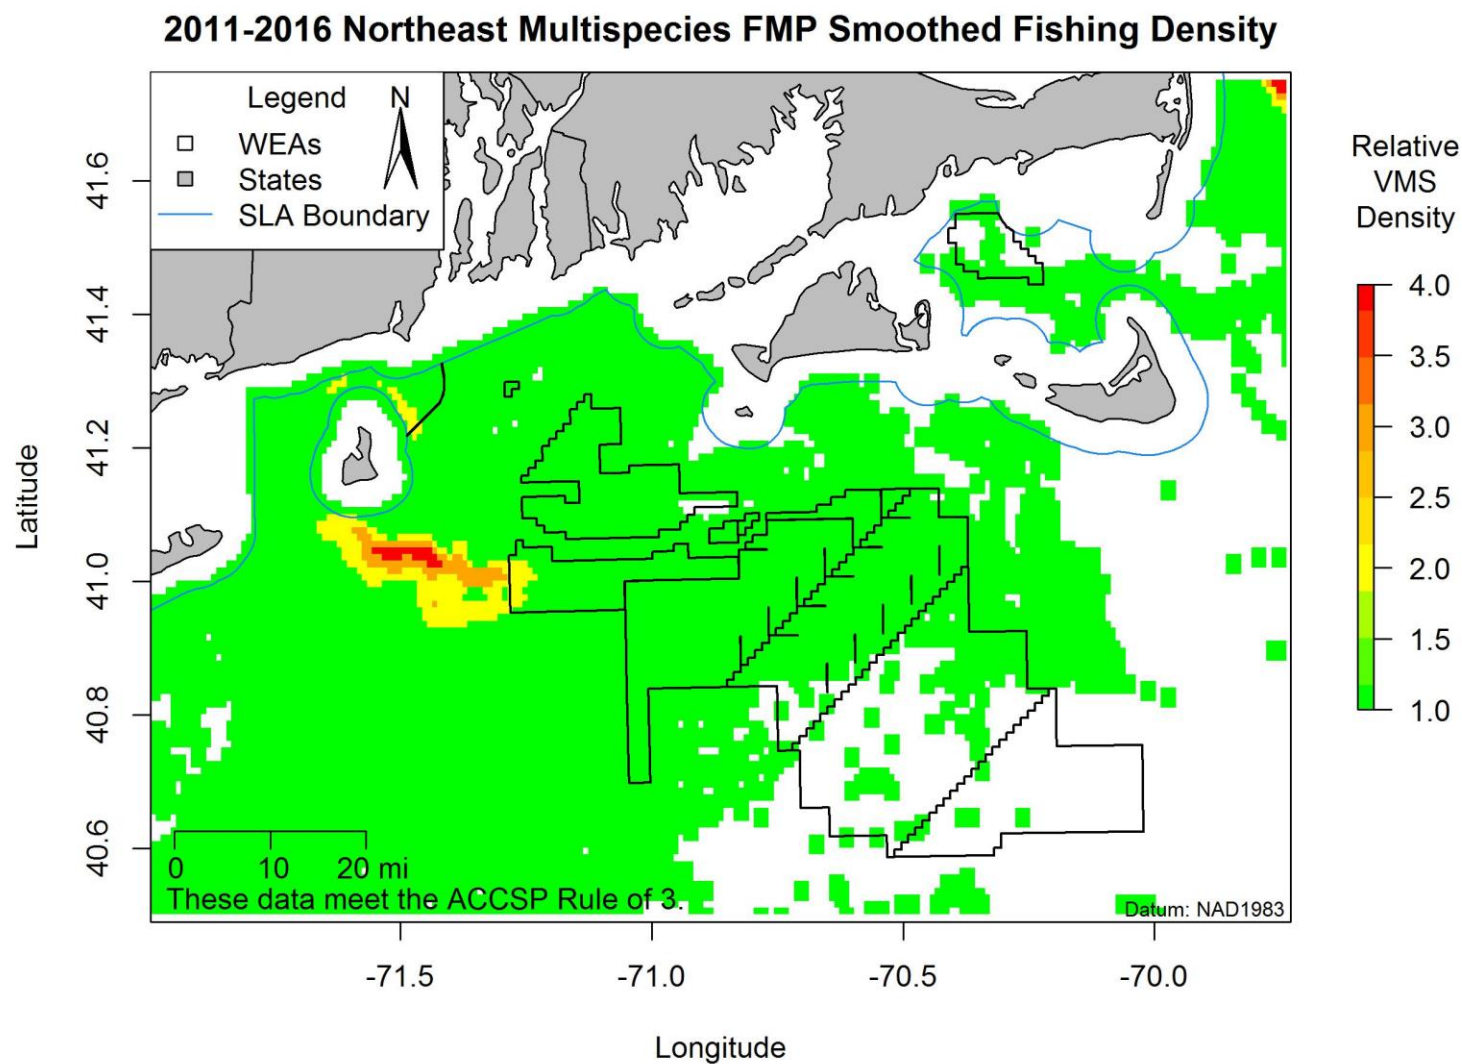 2011-2016 Northeast Multispecies FMP Smoothed Fishing Density
Legend
N
WEAs
States
SLA Boundary
Relative
VMS
Density
4.0
3.5
3.0
2.5
2.0
1.5
1.0
Latitude
41.6
41.4
41.2
41.0
40.8
40.6
0 10 20 mi
These data meet the ACCSP Rule of 3.
Datum: NAD1983
-71.5 -71.0 -70.5 -70.0
Longitude